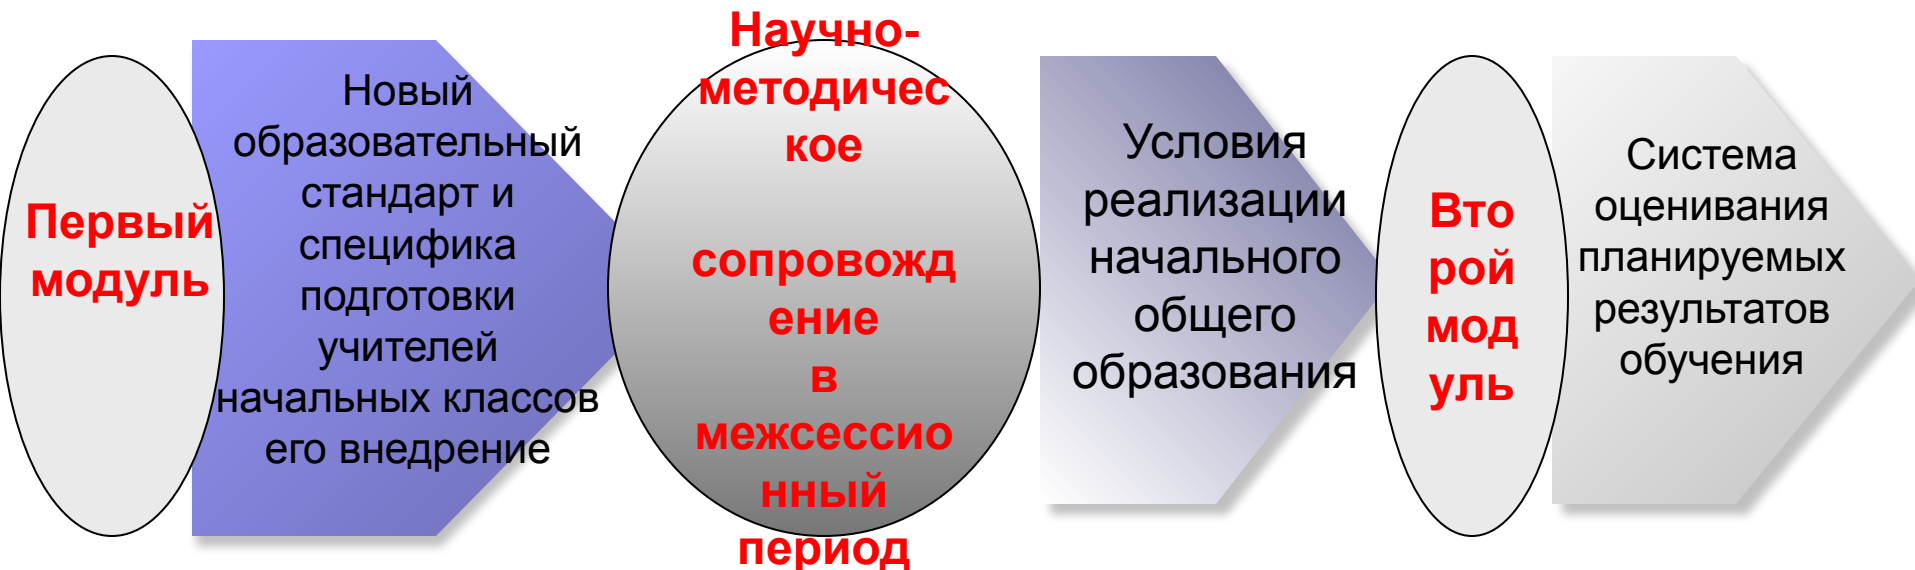 Первый
модуль
Новый
образовательный
стандарт и
специфика
подготовки
учителей
начальных классов
его внедрение
Научно-
методичес
кое
сопровожд
ение
в
межсессио
нный
период
Условия
реализации
начального
общего
образования
Вто
рой
мод
уль
Система
оценивания
планируемых
результатов
обучения